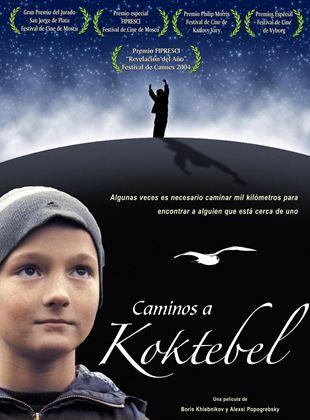 Gran Premio del Jurado
San Jorge de Plata
Festival de Cine de Moscú
Premio especial
FIPRESCI
Festival de Cine de Moscú
Premio Philip Morris
Festival de Cine de
Karlovy Váry
Premios Especial
Festival de Cine
de Vyborg
Premio FIPRESCI
"Revelación del Año"
Festival de Cannes 2004
Algunas veces es necesario caminar mil kilómetros para
encontrar a alguien que está cerca de uno
Caminos a
Koktebel
Una película de
Boris Khlebnikov y Alexei Popogrebsky